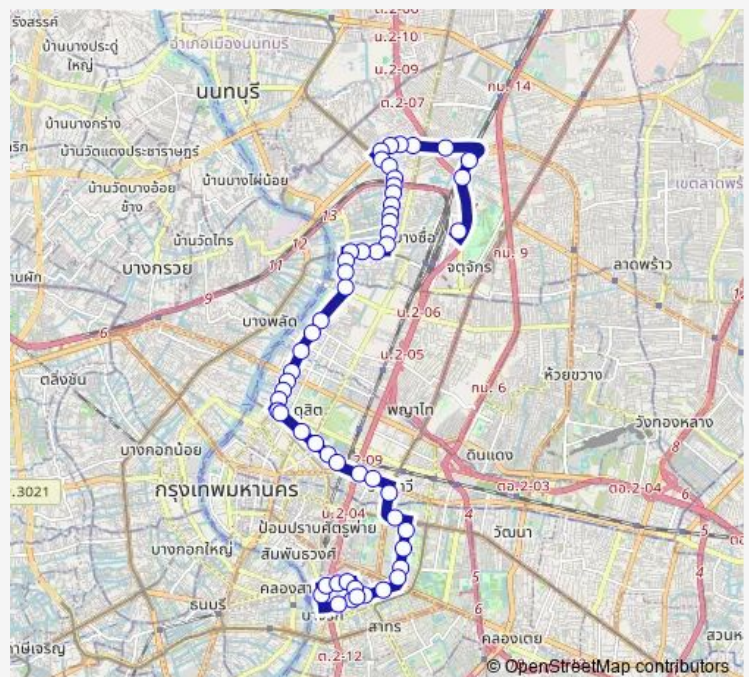 รังสรรค์
ต.2-08
น.2-10
บ้านบางประดู่
ใหญ่
อำเภอเมืองนนทบุรี
นนทบุรี
น.2-09
กม. 14
ต.2-07
บ้านบางกร่าง
บ้านวัดแดงประชาราษฎร์
บ้านวัดบางอ้อย
ช้าง
บ้านบางไผ่น้อย
เขตลาดพร้
13
บ้านวัดไทร
12
บางซื่อ
11
กม. 9
บางกรวย
จตุจักร
ลาดพร้าว
9
น.2-06
6
บางพลัด
น.2-05
ตลิ่งชัน
กม. 6
ห้วยขวาง
ดุสิต
พญาไท
วังทองหลาง
บางกอกน้อย
ดินแดง
.3021
2-09
ตอ.2-03
ตอ.2-04
กรุงเทพมหานคร
น.2-04
4
ป้อมปราบศัตรูพ่าย
วัฒนา
บางกอกใหญ่
สัมพันธวงศ์
คลองสา
ธนบุรี
สาทร
คลองเตย
สวนห
าษีเจริญ
ต.2-12
© OpenStreetMap contributors